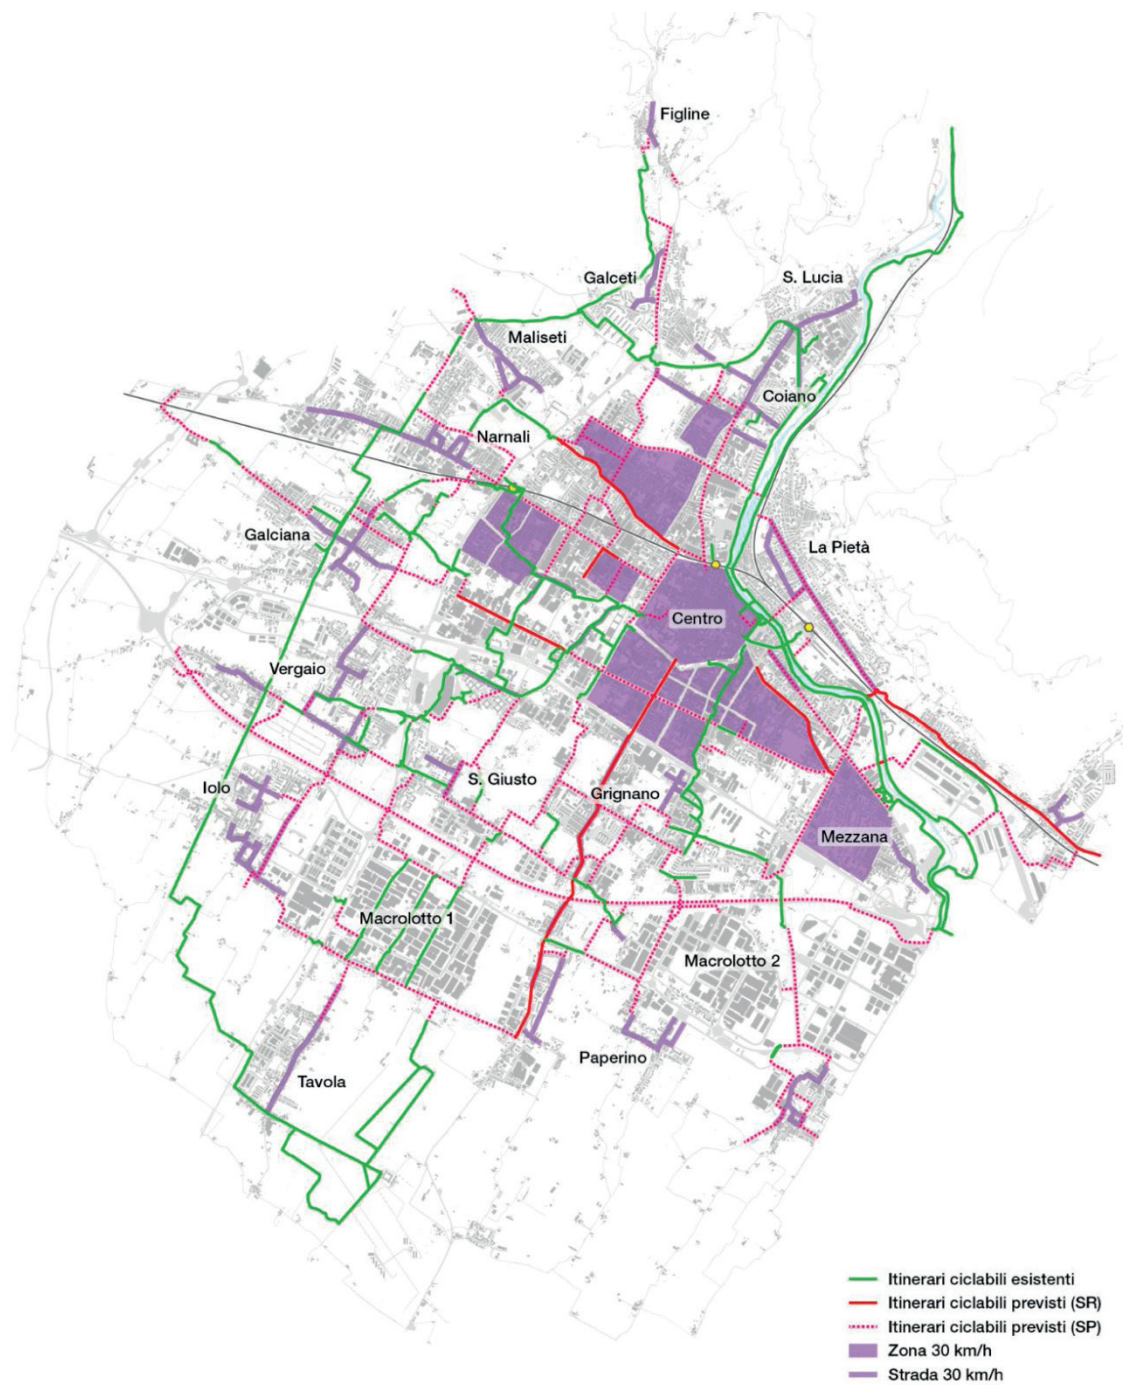 Figline
Galceti
S. Lucia
Maliseti
Coiano
Narnali
Galciana
La Pietà
Centro
Vergaio
Iolo
S. Giusto
Grignano
Mezzana
Macrolotto 1
Macrolotto 2
Paperino
Tavola
Itinerari ciclabili esistenti
Itinerari ciclabili previsti (SR)
Itinerari ciclabili previsti (SP)
Zona 30 km/h
Strada 30 km/h